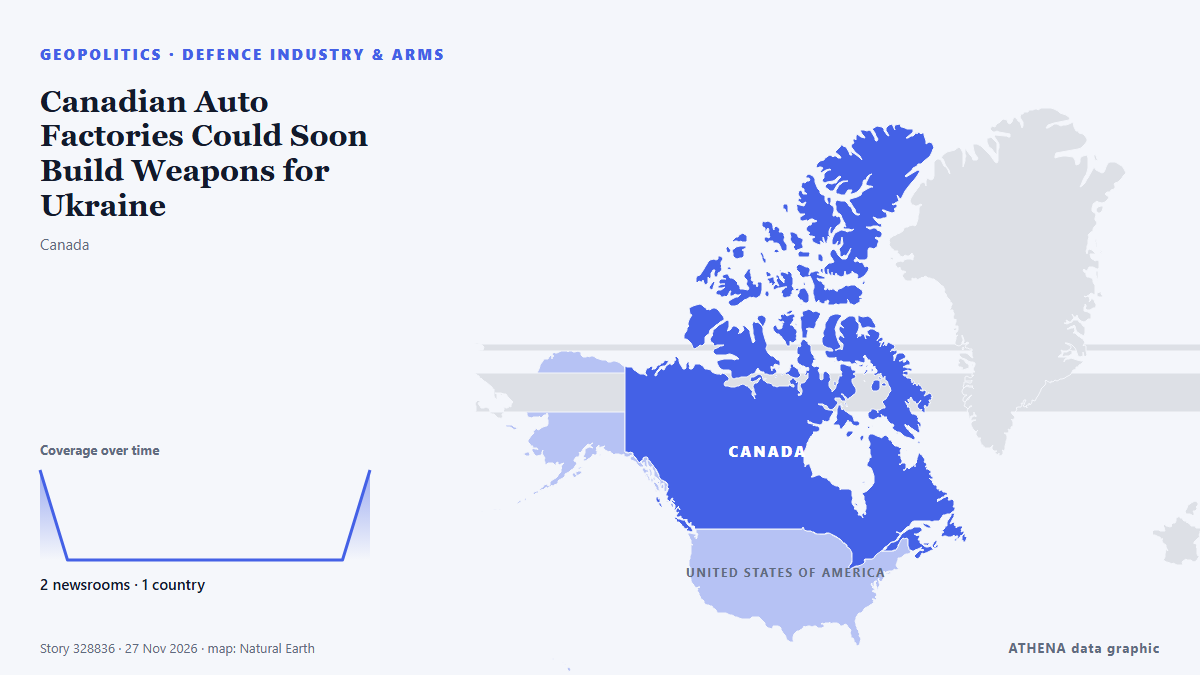 GEOPOLITICS · DEFENCE INDUSTRY & ARMS
Canadian Auto
Factories Could Soon
Build Weapons for
Ukraine
Canada
Coverage over time
2 newsrooms · 1 country
Story 328836 · 27 Nov 2026 · map: Natural Earth
CANADA
UNITED STATES OF AMERICA
ATHENA data graphic